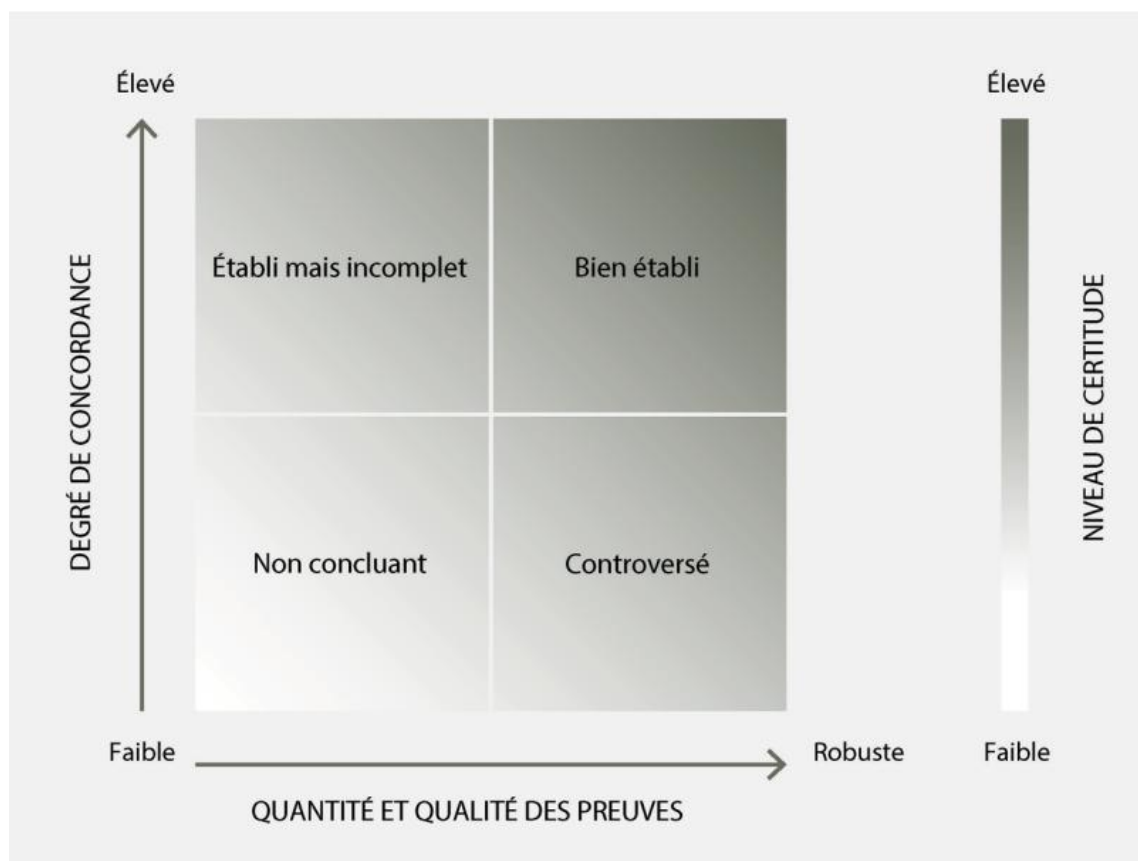 Élevé
Élevé
DEGRÉ DE CONCORDANCE
Établi mais incomplet
Bien établi
NIVEAU DE CERTITUDE
Non concluant
Controversé
Faible
Robuste
Faible
QUANTITÉ ET QUALITÉ DES PREUVES